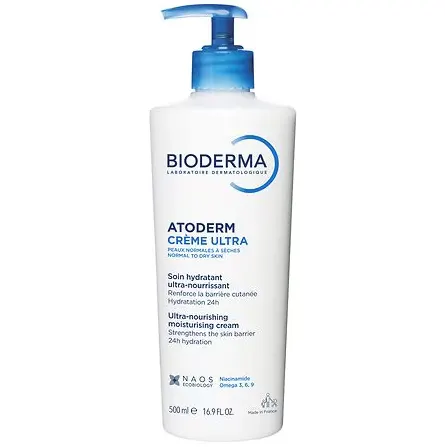 BIODERMA
LABORATOIRE DERMATOLOGIQUE
ATODERM
CRÈME ULTRA
PEAUX NORMALES À SÈCHES
NORMAL TO DRY SKIN
Soin hydratant
ultra-nourrissant
Renforce la barrière cutanée
Hydratation 24h
Ultra-nourishing
moisturising cream
Strengthens the skin barrier
24h hydration
NAOS
ECOBIOLOGY
Niacinamide
Omega 3, 6, 9
500 ml ℮ 16.9 FL. OZ.
Made in France